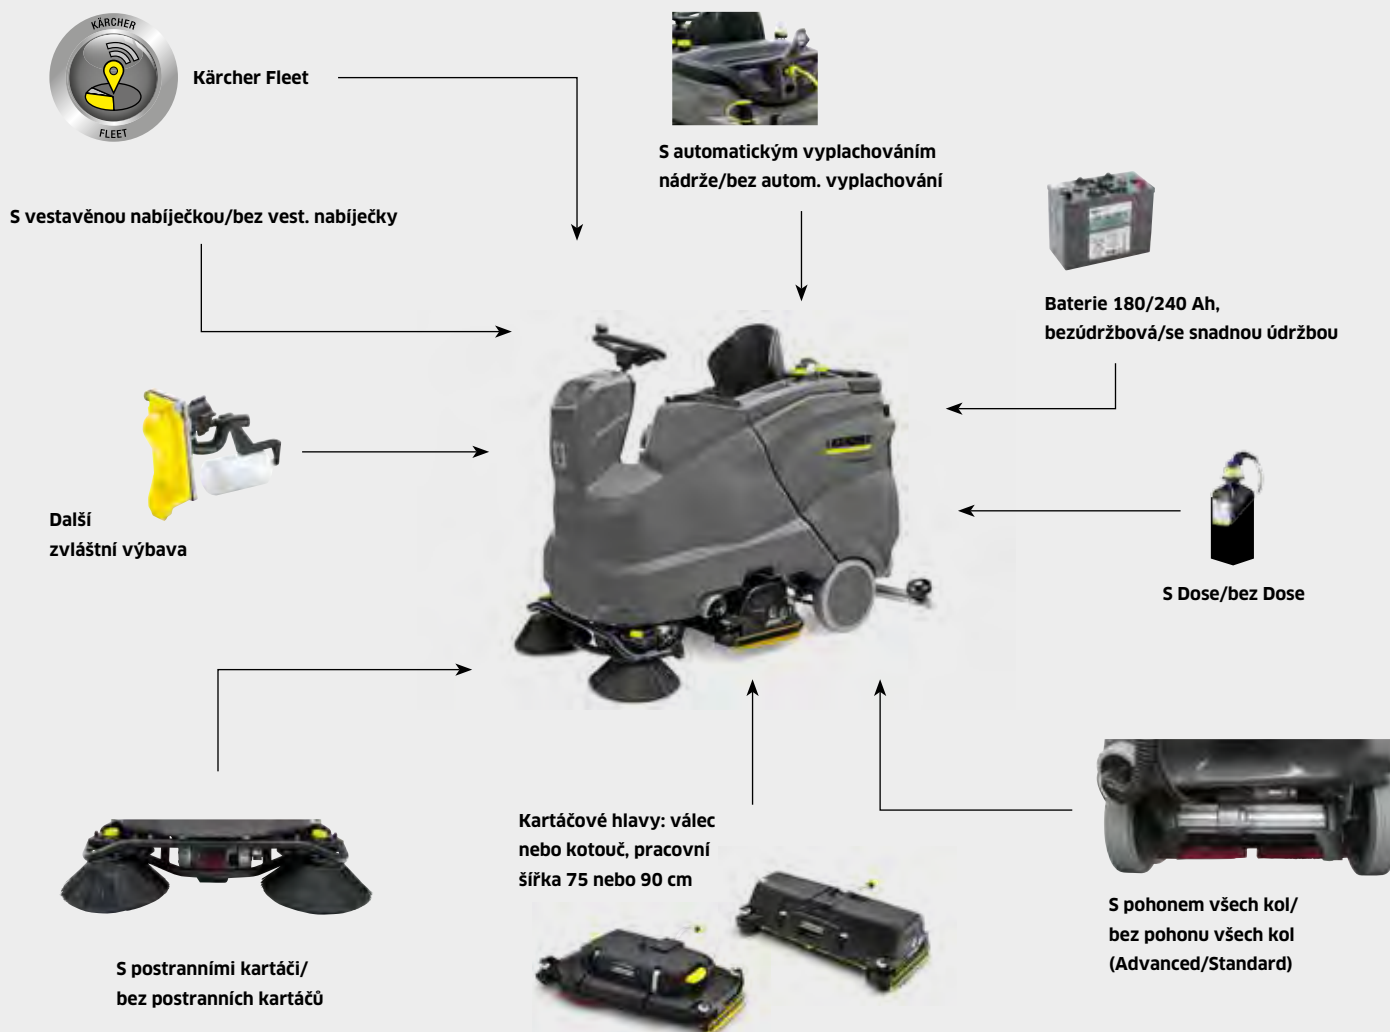 KÄRCHER
FLEET
Kärcher Fleet
S automatickým vyplachováním
nádrže/bez autom. vyplachování
S vestavěnou nabíječkou/bez vest. nabíječky
Baterie 180/240 Ah,
bezúdržbová/se snadnou údržbou
KÄRCHER
Další
zvláštní výbava
S Dose/bez Dose
Kartáčové hlavy: válec
nebo kotouč, pracovní
šířka 75 nebo 90 cm
S pohonem všech kol/
bez pohonu všech kol
(Advanced/Standard)
S postranními kartáči/
bez postranních kartáčů